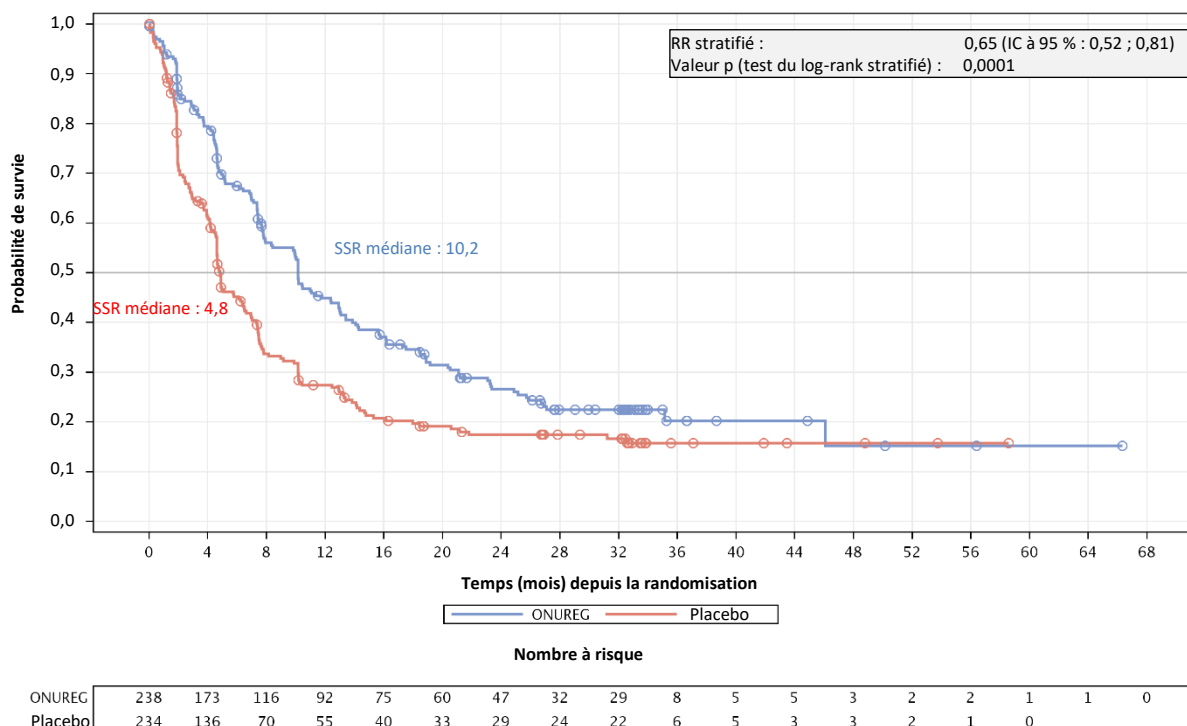 1,0
0,9
0,8
0,7
0,6
0,5
0,4
0,3
0,2
0,1
0,0
Probabilité de survie
RR stratifié : 0,65 (IC à 95 % : 0,52 ; 0,81)
Valeur p (test du log-rank stratifié) : 0,0001
SSR médiane : 10,2
SSR médiane : 4,8
0 4 8 12 16 20 24 28 32 36 40 44 48 52 56 60 64 68
Temps (mois) depuis la randomisation
ONUREG Placebo
Nombre à risque
ONUREG 238 173 116 92 75 60 47 32 29 8 5 5 3 2 2 1 1 0
Placebo 234 136 70 55 40 33 29 24 22 6 5 3 3 2 1 0